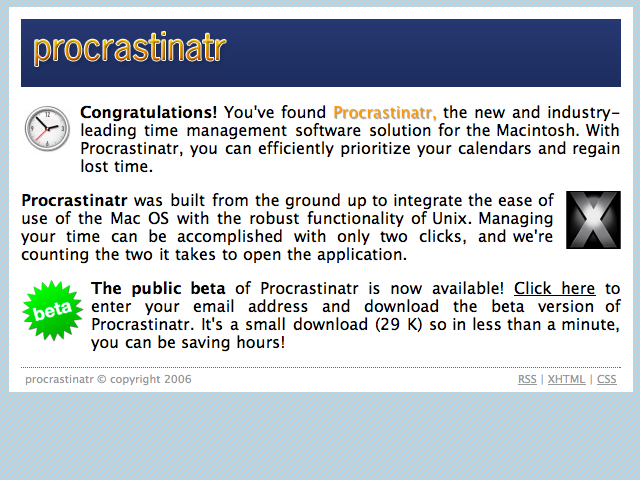 procrastinatr
Congratulations! You've found Procrastinatr, the new and industry-
leading time management software solution for the Macintosh. With
Procrastinatr, you can efficiently prioritize your calendars and regain
lost time.
Procrastinatr was built from the ground up to integrate the ease of
use of the Mac OS with the robust functionality of Unix. Managing
your time can be accomplished with only two clicks, and we're
counting the two it takes to open the application.
X
beta
The public beta of Procrastinatr is now available! Click here to
enter your email address and download the beta version of
Procrastinatr. It's a small download (29 K) so in less than a minute,
you can be saving hours!
procrastinatr © copyright 2006 RSS | XHTML | CSS